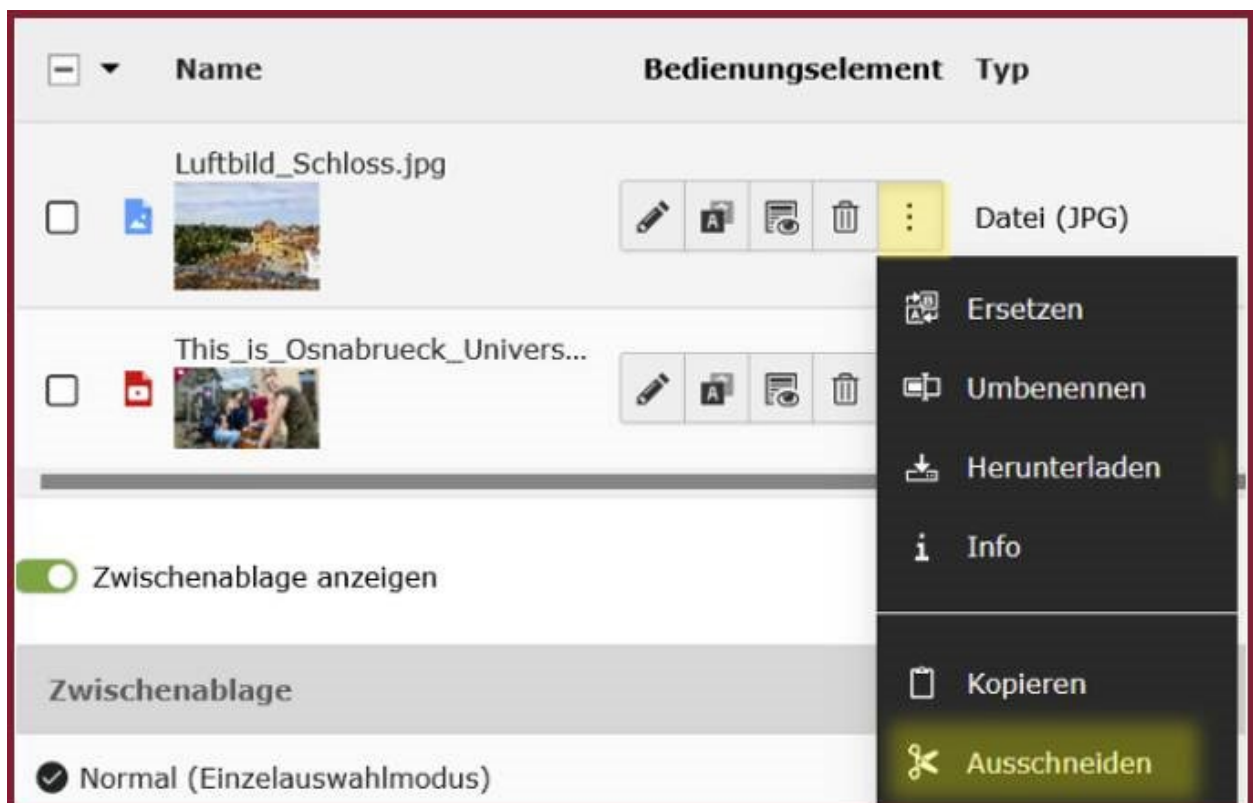 Name Bedienungselement Typ
Luftbild_Schloss.jpg
Datei (JPG)
Ersetzen
This_is_Osnabrueck_Univers...
Umbenennen
Herunterladen
Info
Zwischenablage anzeigen
Zwischenablage
Kopieren
Ausschneiden
Normal (Einzelauswahlmodus)